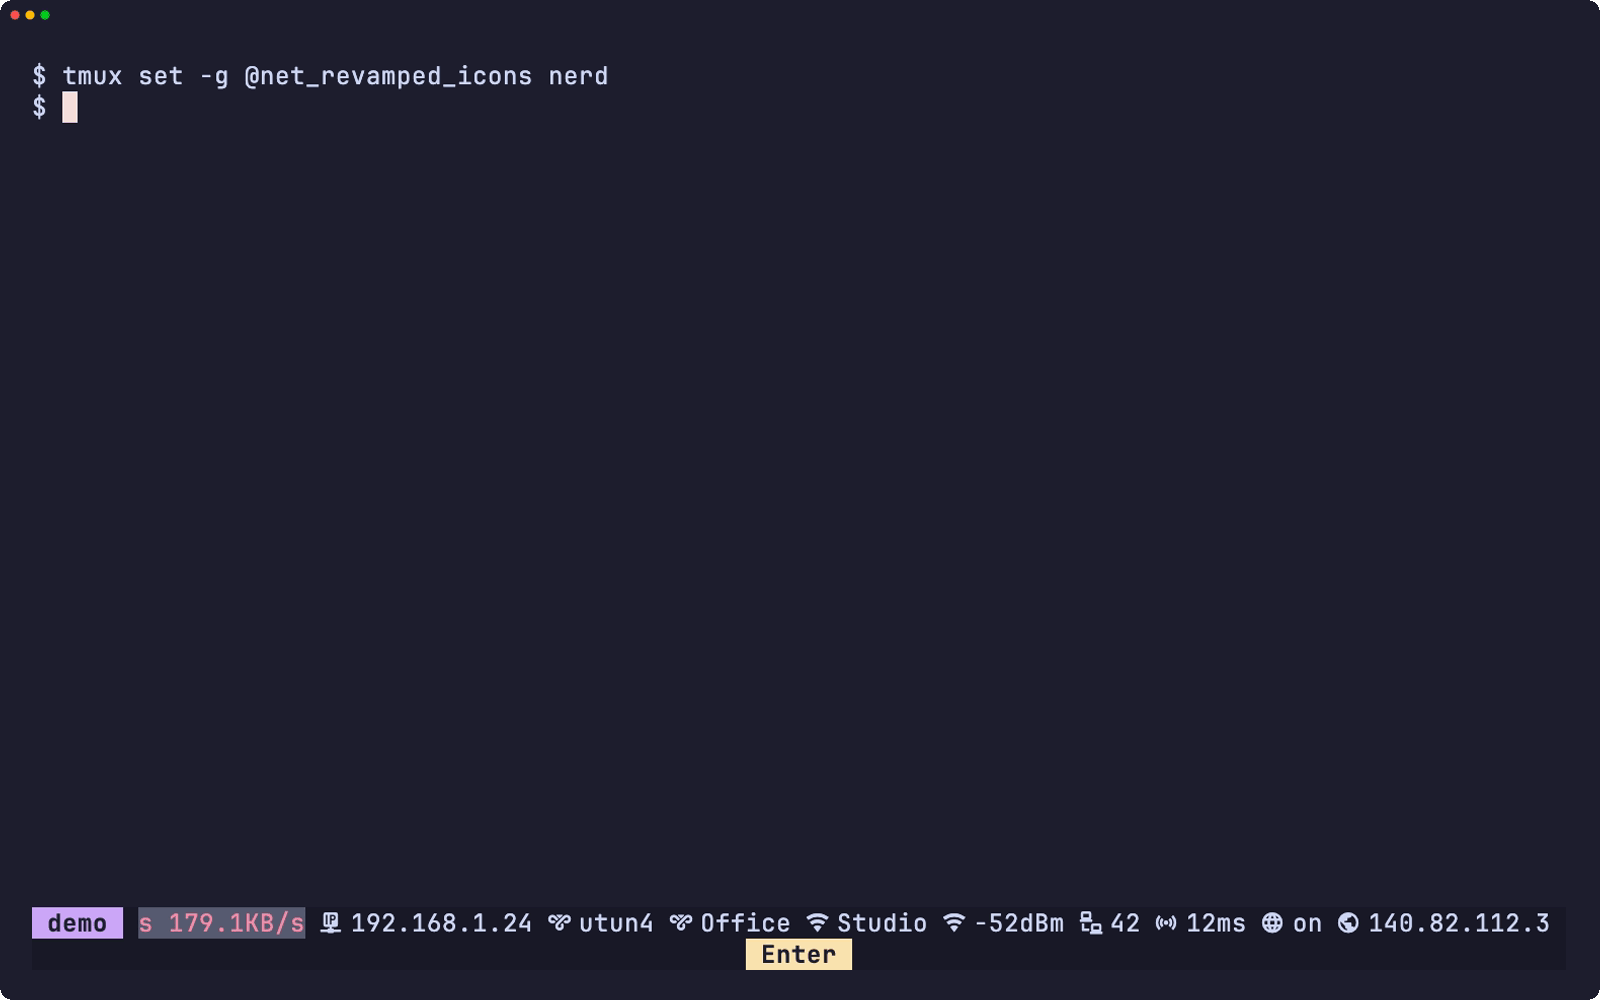 $ tmux set -g @net_revamped_icons nerd
$
demo s 179.1KB/s IP 192.168.1.24 utun4 Office Studio -52dBm 42 12ms on 140.82.112.3
Enter